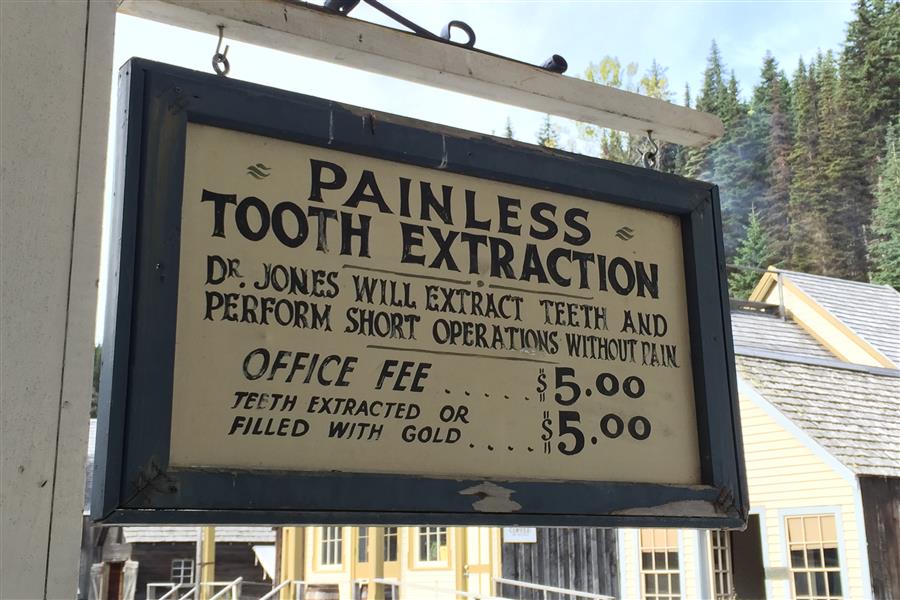 PAINLESS
TOOTH EXTRACTION
DR. JONES WILL EXTRACT TEETH AND
PERFORM SHORT OPERATIONS WITHOUT PAIN.
OFFICE FEE ..... $5.00
TEETH EXTRACTED OR
FILLED WITH GOLD ..... $5.00